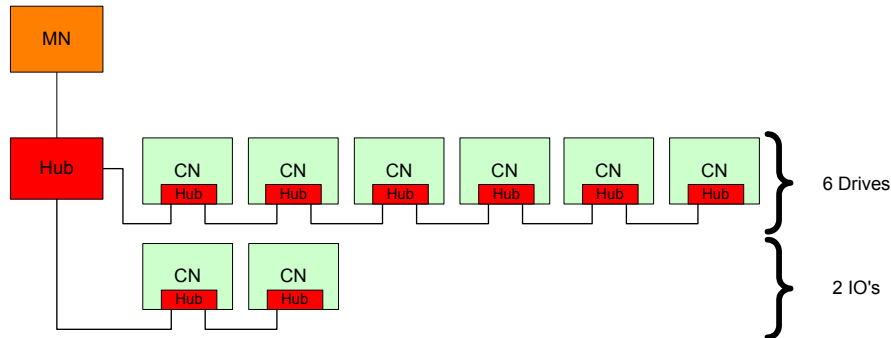 MN
Hub
CN CN CN CN CN CN
Hub Hub Hub Hub Hub Hub
6 Drives
CN CN
Hub Hub
2 IO's